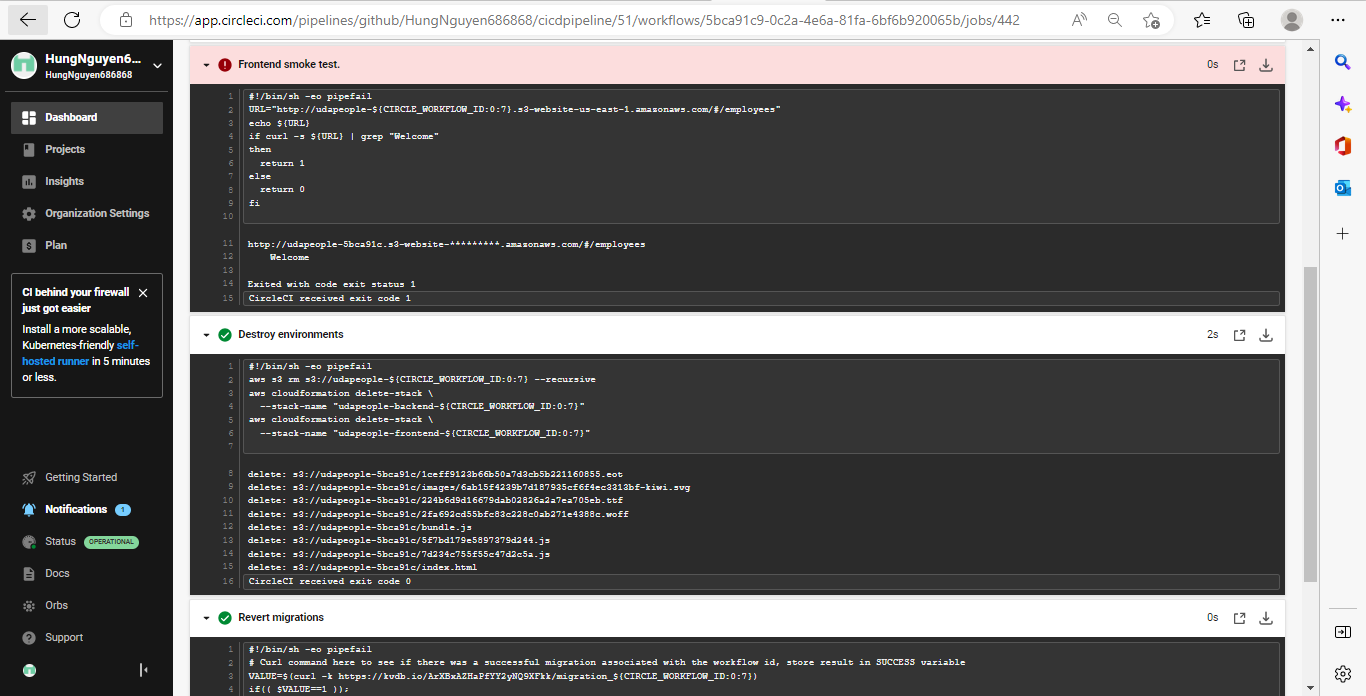 https://app.circleci.com/pipelines/github/HungNguyen686868/cicdpipeline/51/workflows/5bca91c9-0c2a-4e6a-81fa-6bf6b920065b/jobs/442
HungNguyen6...
HungNguyen686868
Dashboard
Projects
Insights
Organization Settings
Plan
CI behind your firewall
just got easier
Install a more scalable,
Kubernetes-friendly self-
hosted runner in 5 minutes
or less.
Getting Started
Notifications 1
Status OPERATIONAL
Docs
Orbs
Support
Frontend smoke test. 0s
1 #!/bin/sh -eo pipefail
2 URL="http://udapeople-${CIRCLE_WORKFLOW_ID:0:7}.s3-website-us-east-1.amazonaws.com/#/employees"
3 echo ${URL}
4 if curl -s ${URL} | grep "Welcome"
5 then
6 return 1
7 else
8 return 0
9 fi
10
11 http://udapeople-5bca91c.s3-website-*********.amazonaws.com/#/employees
12 Welcome
13
14 Exited with code exit status 1
15 CircleCI received exit code 1
Destroy environments 2s
1 #!/bin/sh -eo pipefail
2 aws s3 rm s3://udapeople-${CIRCLE_WORKFLOW_ID:0:7} --recursive
3 aws cloudformation delete-stack \
4 --stack-name "udapeople-backend-${CIRCLE_WORKFLOW_ID:0:7}"
5 aws cloudformation delete-stack \
6 --stack-name "udapeople-frontend-${CIRCLE_WORKFLOW_ID:0:7}"
7
8 delete: s3://udapeople-5bca91c/1ceff9123b66b50a7d3cb5b221160855.eot
9 delete: s3://udapeople-5bca91c/images/6ab15f4239b7d187935cf6f4ec3313bf-kiwi.svg
10 delete: s3://udapeople-5bca91c/224b6d9d16679dab02826a2a7ea705eb.ttf
11 delete: s3://udapeople-5bca91c/2fa692cd55bfc83c228c0ab271e4388c.woff
12 delete: s3://udapeople-5bca91c/bundle.js
13 delete: s3://udapeople-5bca91c/5f7bd179e5897379d244.js
14 delete: s3://udapeople-5bca91c/7d234c755f55c47d2c5a.js
15 delete: s3://udapeople-5bca91c/index.html
16 CircleCI received exit code 0
Revert migrations 0s
1 #!/bin/sh -eo pipefail
2 # Curl command here to see if there was a successful migration associated with the workflow id, store result in SUCCESS variable
3 VALUE=$(curl -k https://kvdb.io/ArXBxAZHaPfYY2yNQ9XFkk/migration_${CIRCLE_WORKFLOW_ID:0:7})
4 if(( $VALUE==1 ));